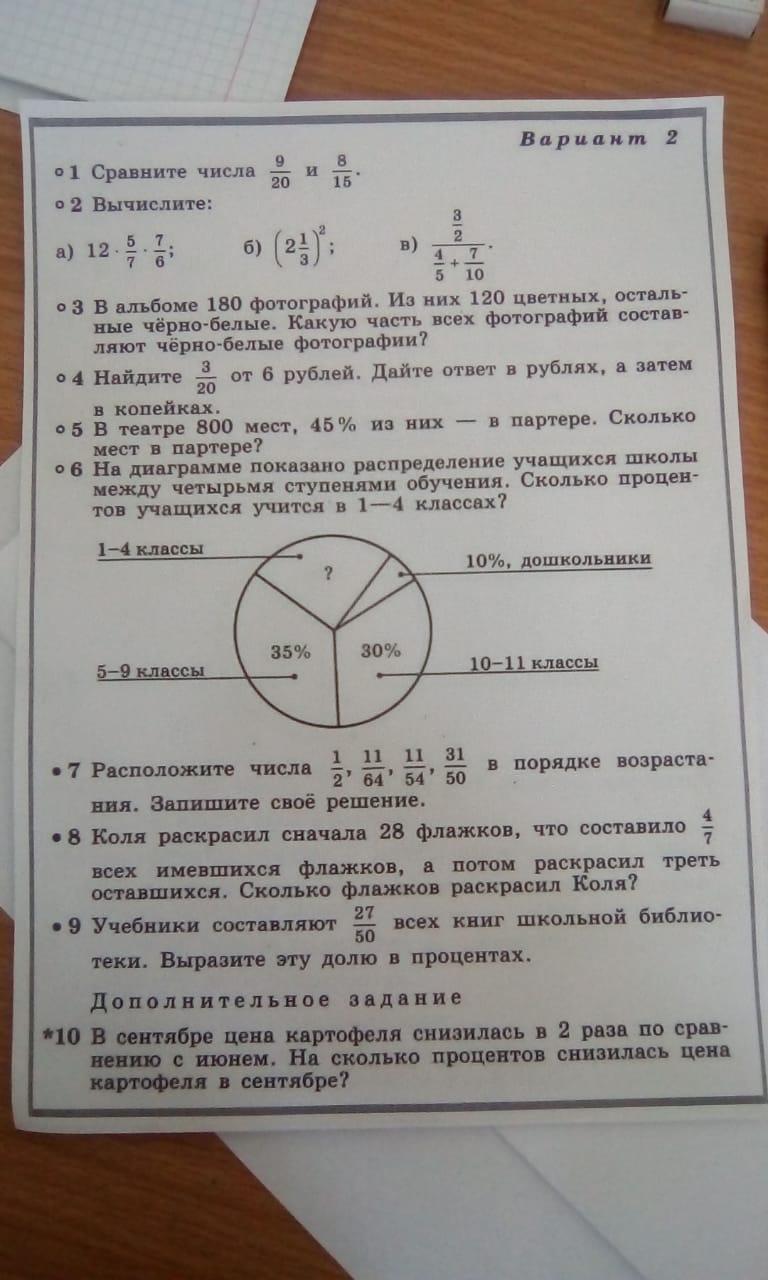 Вариант 2
1 Сравните числа 9/20 и 8/15.
2 Вычислите:
а) 12 · 5/7 · 7/6; б) (2 1/3)²; в) (3/2)/(4/5 + 7/10).
3 В альбоме 180 фотографий. Из них 120 цветных, осталь-
ные чёрно-белые. Какую часть всех фотографий состав-
ляют чёрно-белые фотографии?
4 Найдите 3/20 от 6 рублей. Дайте ответ в рублях, а затем
в копейках.
5 В театре 800 мест, 45% из них — в партере. Сколько
мест в партере?
6 На диаграмме показано распределение учащихся школы
между четырьмя ступенями обучения. Сколько процен-
тов учащихся учится в 1—4 классах?
1–4 классы
?
10%, дошкольники
35%
30%
5–9 классы
10–11 классы
7 Расположите числа 1/2, 11/64, 11/54, 31/50 в порядке возраста-
ния. Запишите своё решение.
8 Коля раскрасил сначала 28 флажков, что составило 4/7
всех имевшихся флажков, а потом раскрасил треть
оставшихся. Сколько флажков раскрасил Коля?
9 Учебники составляют 27/50 всех книг школьной библио-
теки. Выразите эту долю в процентах.
Дополнительное задание
*10 В сентябре цена картофеля снизилась в 2 раза по срав-
нению с июнем. На сколько процентов снизилась цена
картофеля в сентябре?